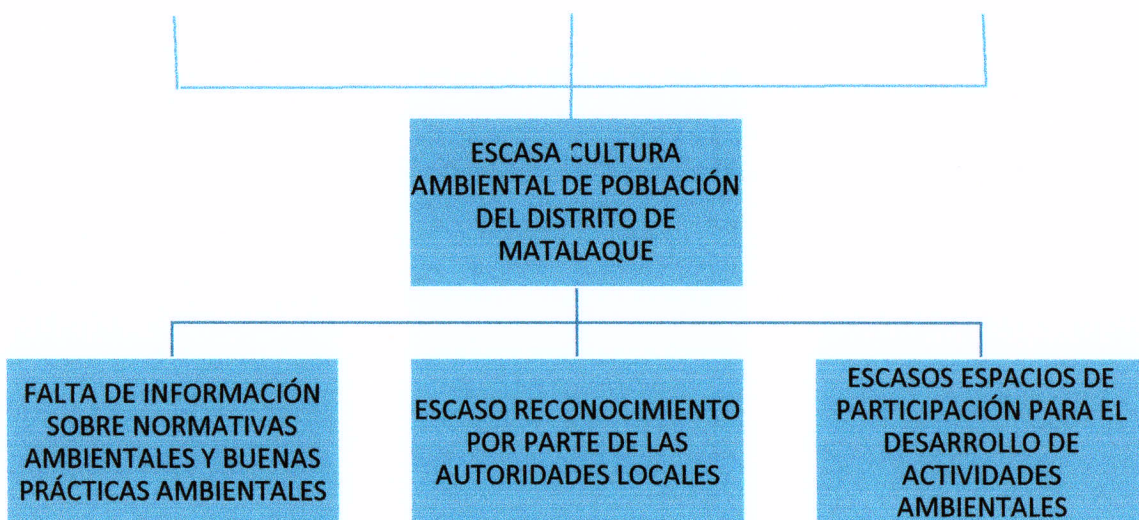 ESCASA CULTURA
AMBIENTAL DE POBLACIÓN
DEL DISTRITO DE
MATALAQUE
FALTA DE INFORMACIÓN
SOBRE NORMATIVAS
AMBIENTALES Y BUENAS
PRÁCTICAS AMBIENTALES
ESCASO RECONOCIMIENTO
POR PARTE DE LAS
AUTORIDADES LOCALES
ESCASOS ESPACIOS DE
PARTICIPACIÓN PARA EL
DESARROLLO DE
ACTIVIDADES
AMBIENTALES